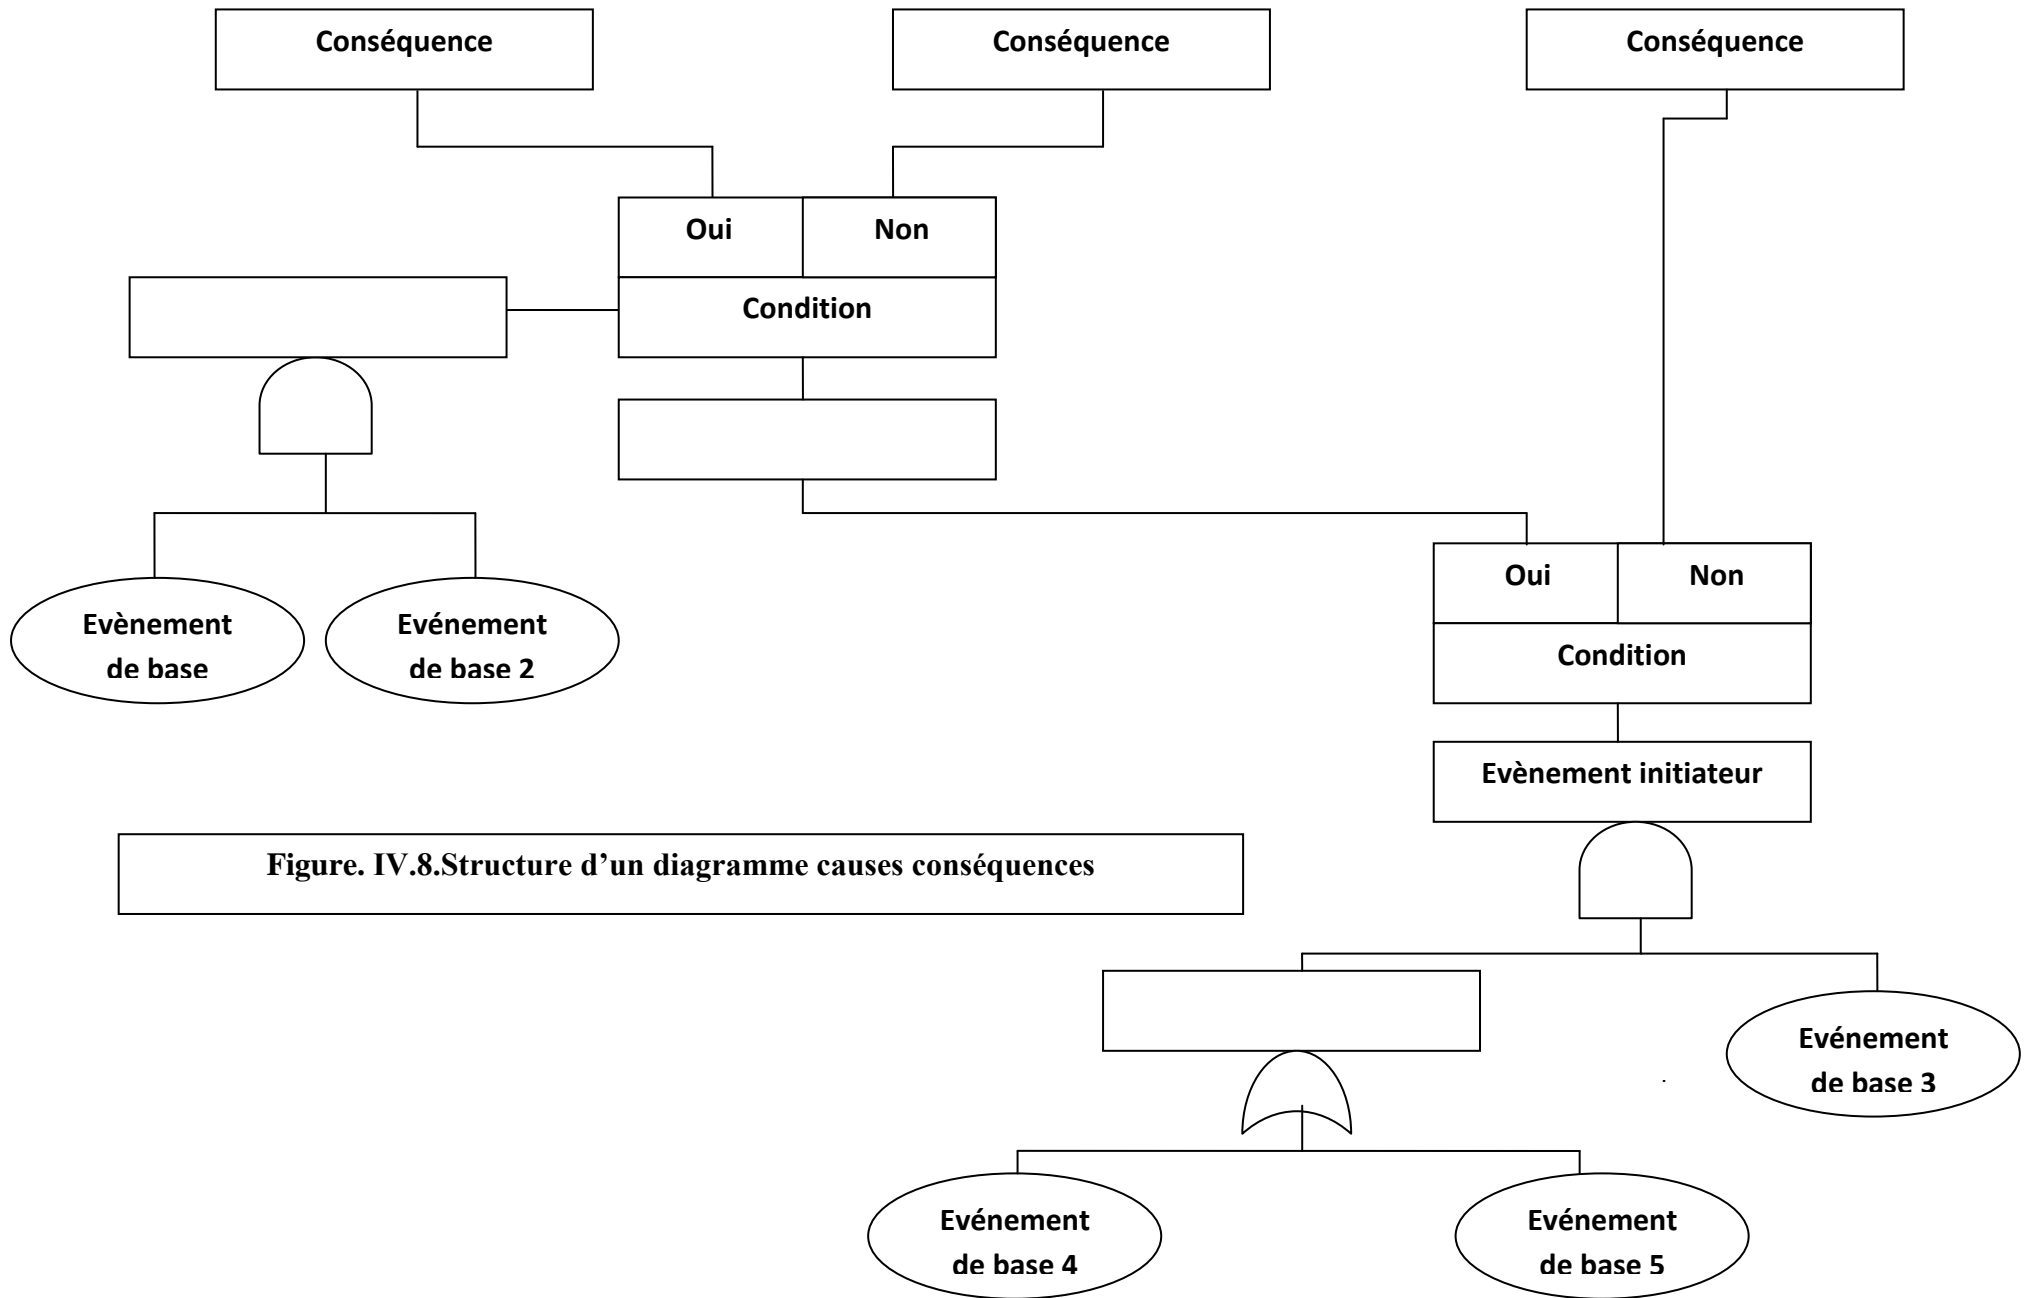 Conséquence
Conséquence
Conséquence
Oui
Non
Condition
Oui
Non
Evènement
de base
Evénement
de base 2
Condition
Evènement initiateur
Figure. IV.8.Structure d’un diagramme causes conséquences
Evénement
de base 3
Evénement
de base 4
Evénement
de base 5